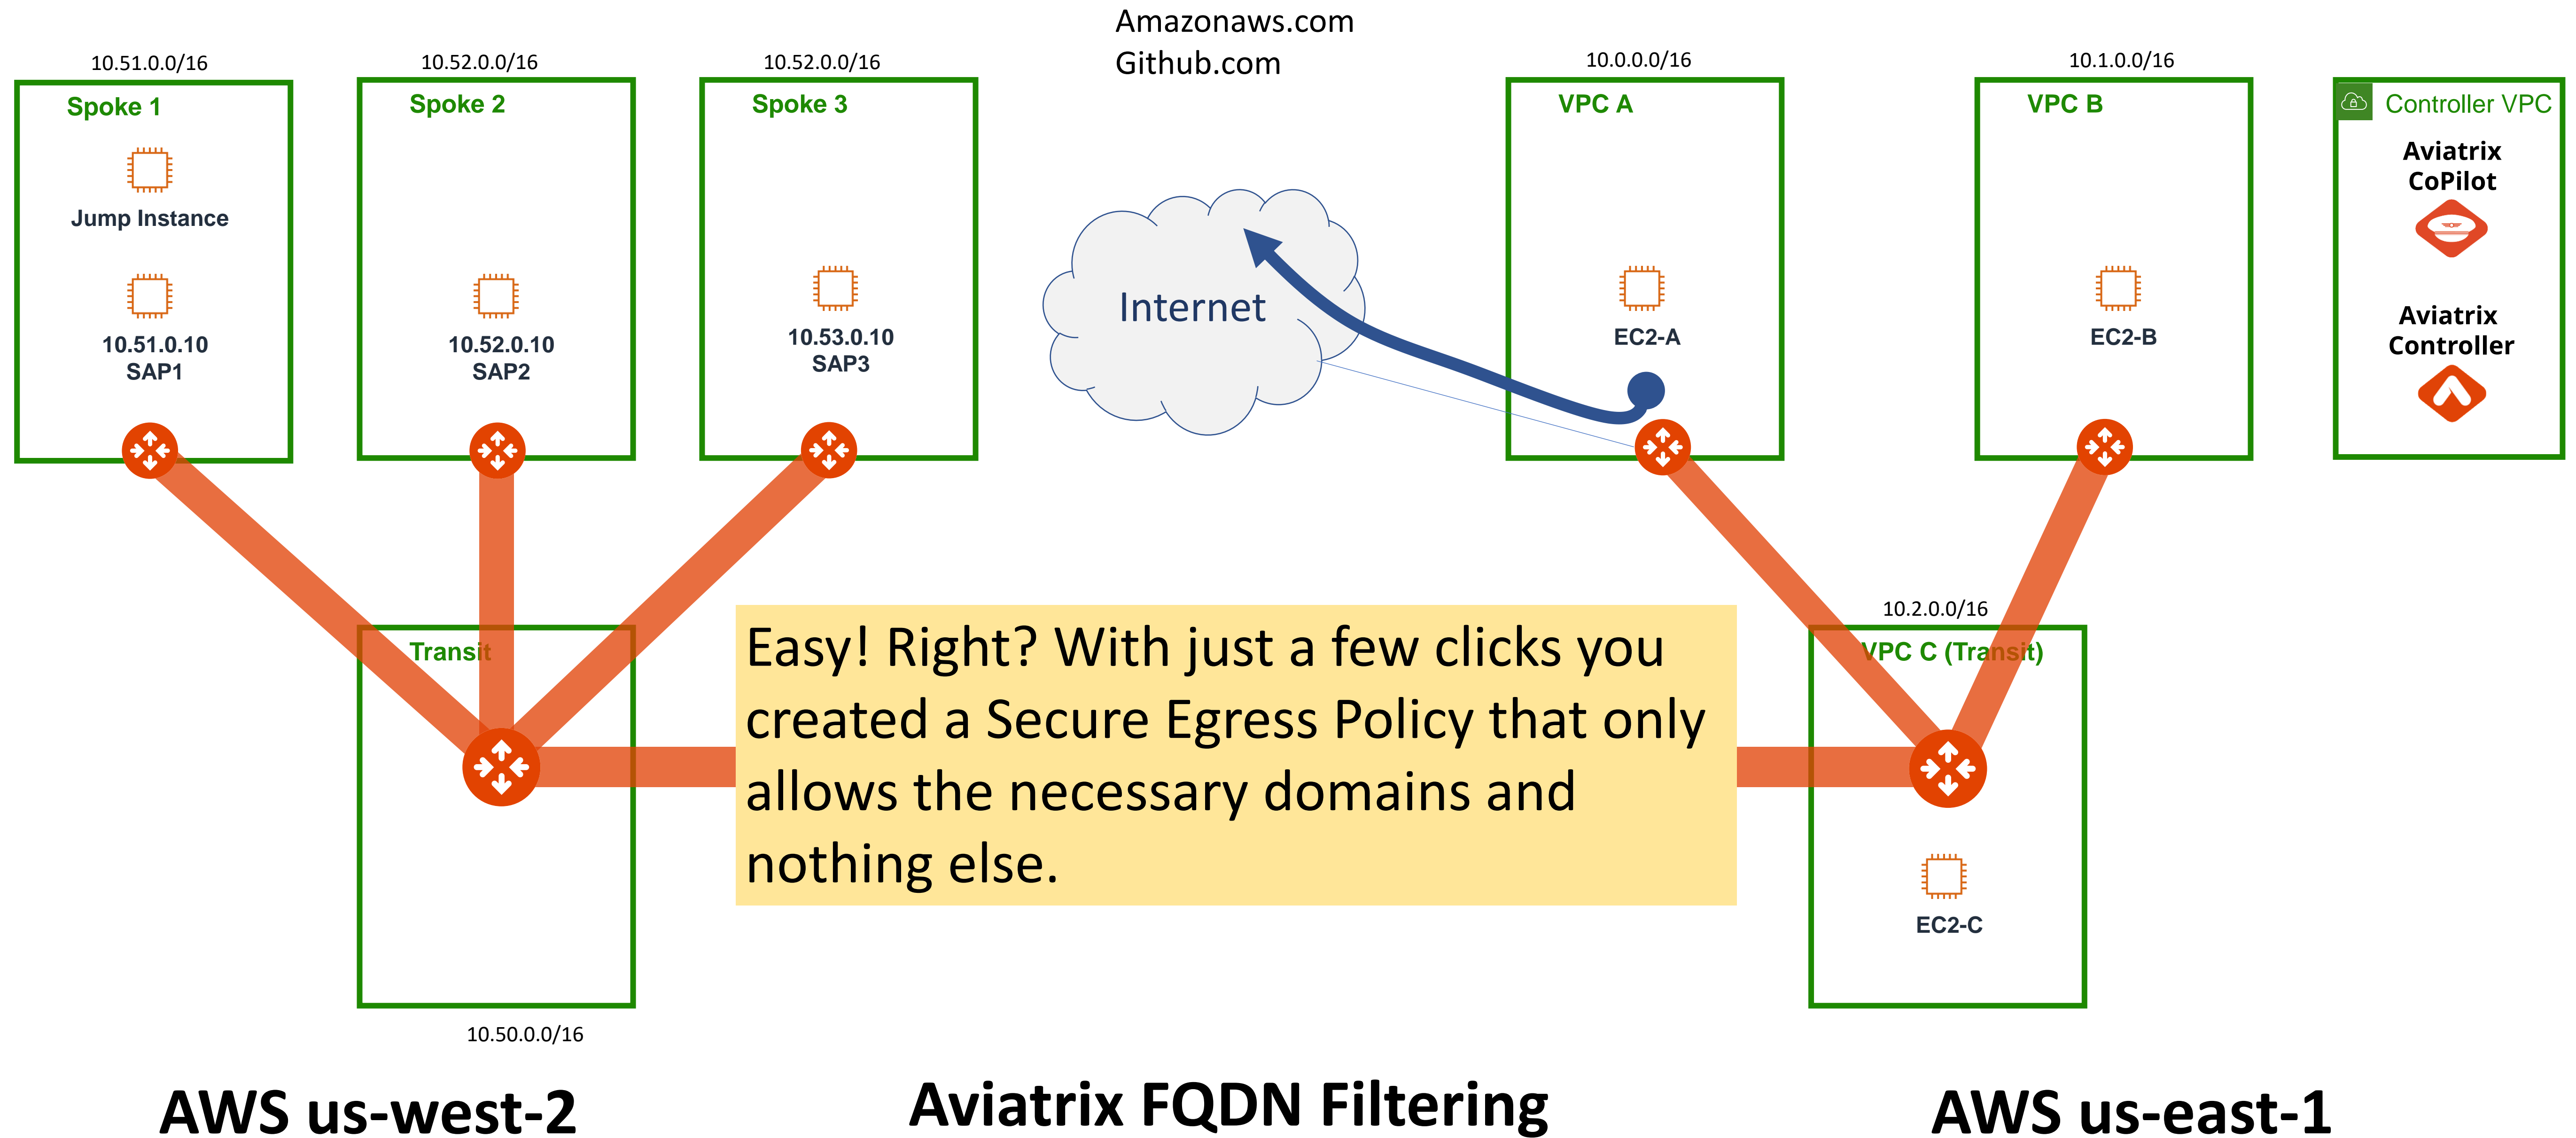 Amazonaws.com
Github.com
10.51.0.0/16
10.52.0.0/16
10.52.0.0/16
10.0.0.0/16
10.1.0.0/16
Spoke 1
Jump Instance
10.51.0.10
SAP1
Spoke 2
10.52.0.10
SAP2
Spoke 3
10.53.0.10
SAP3
Internet
VPC A
EC2-A
VPC B
EC2-B
Controller VPC
Aviatrix
CoPilot
Aviatrix
Controller
Transit
10.50.0.0/16
Easy! Right? With just a few clicks you
created a Secure Egress Policy that only
allows the necessary domains and
nothing else.
10.2.0.0/16
VPC C (Transit)
EC2-C
AWS us-west-2
Aviatrix FQDN Filtering
AWS us-east-1